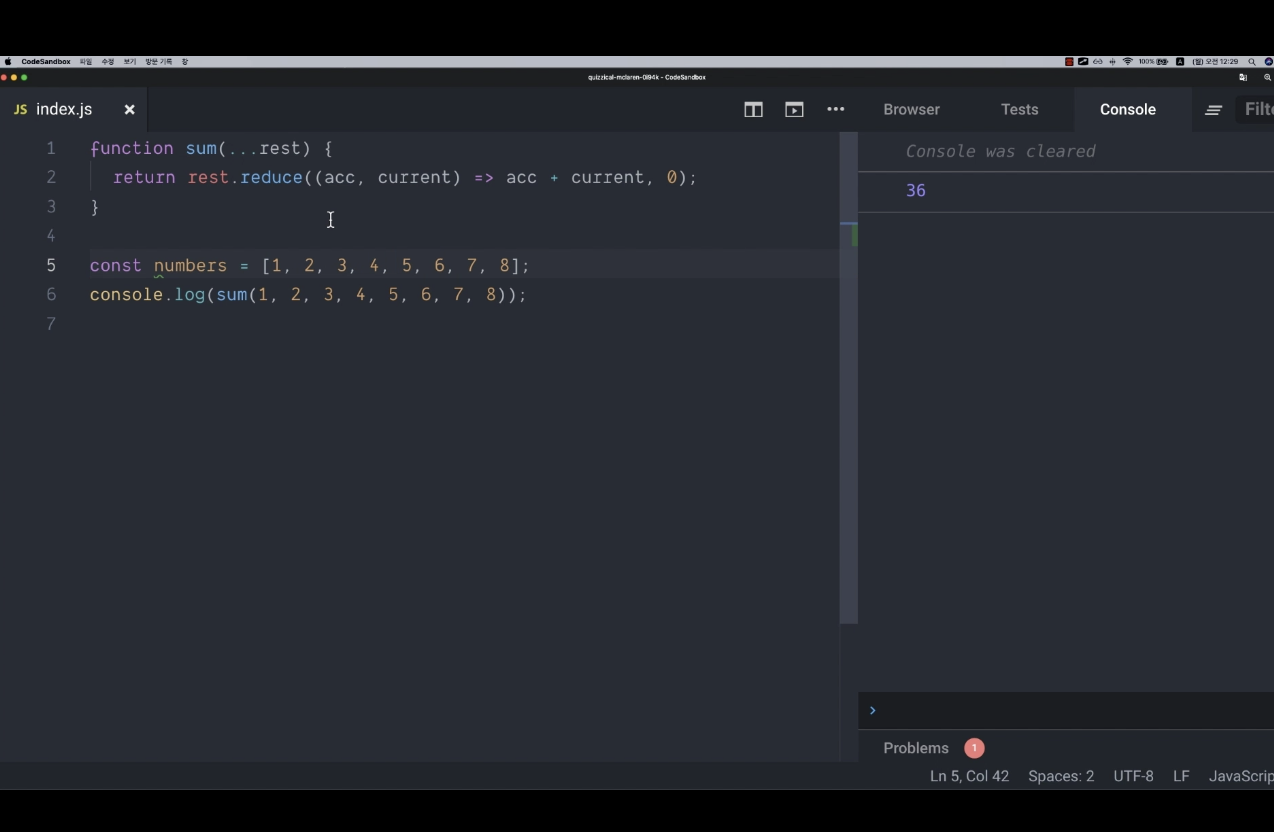 CodeSandbox 파일 수정 보기 방문 기록 창 100% (월) 오전 12:29
quizzical-mclaren-0i94k - CodeSandbox
JS index.js Browser Tests Console Filte
1 function sum(...rest) {
2 return rest.reduce((acc, current) => acc + current, 0);
3 }
4
5 const numbers = [1, 2, 3, 4, 5, 6, 7, 8];
6 console.log(sum(1, 2, 3, 4, 5, 6, 7, 8));
7
Console was cleared
36
Problems 1
Ln 5, Col 42 Spaces: 2 UTF-8 LF JavaScrip